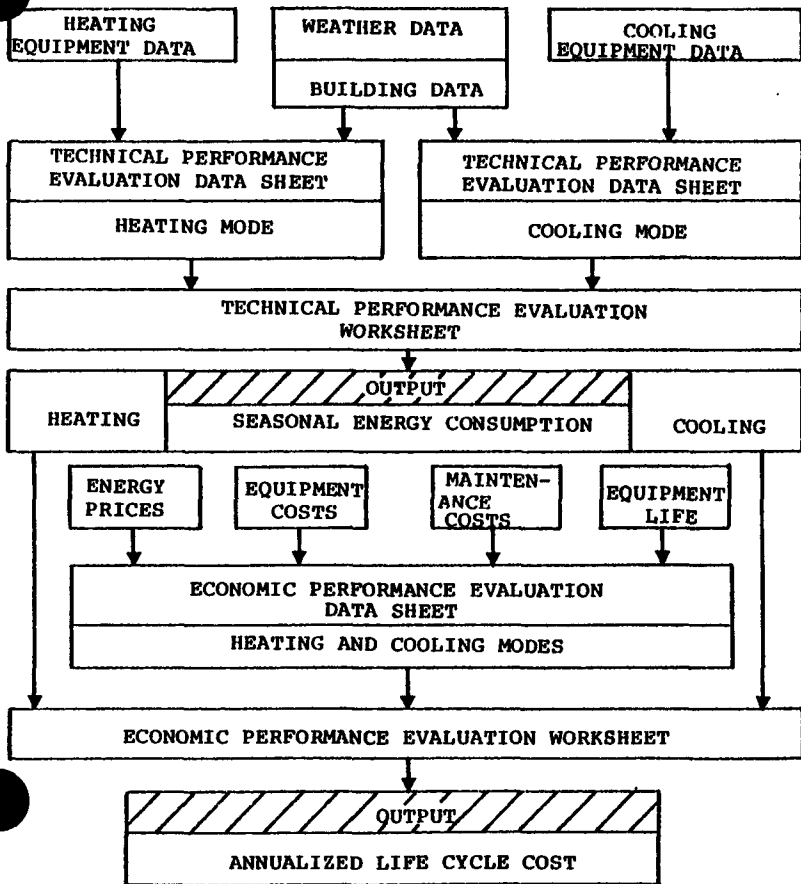 HEATING
EQUIPMENT DATA
WEATHER DATA
BUILDING DATA
COOLING
EQUIPMENT DATA
TECHNICAL PERFORMANCE
EVALUATION DATA SHEET
HEATING MODE
TECHNICAL PERFORMANCE
EVALUATION DATA SHEET
COOLING MODE
TECHNICAL PERFORMANCE EVALUATION
WORKSHEET
OUTPUT
HEATING
SEASONAL ENERGY CONSUMPTION
COOLING
ENERGY
PRICES
EQUIPMENT
COSTS
MAINTEN-
ANCE
COSTS
EQUIPMENT
LIFE
ECONOMIC PERFORMANCE EVALUATION
DATA SHEET
HEATING AND COOLING MODES
ECONOMIC PERFORMANCE EVALUATION WORKSHEET
OUTPUT
ANNUALIZED LIFE CYCLE COST